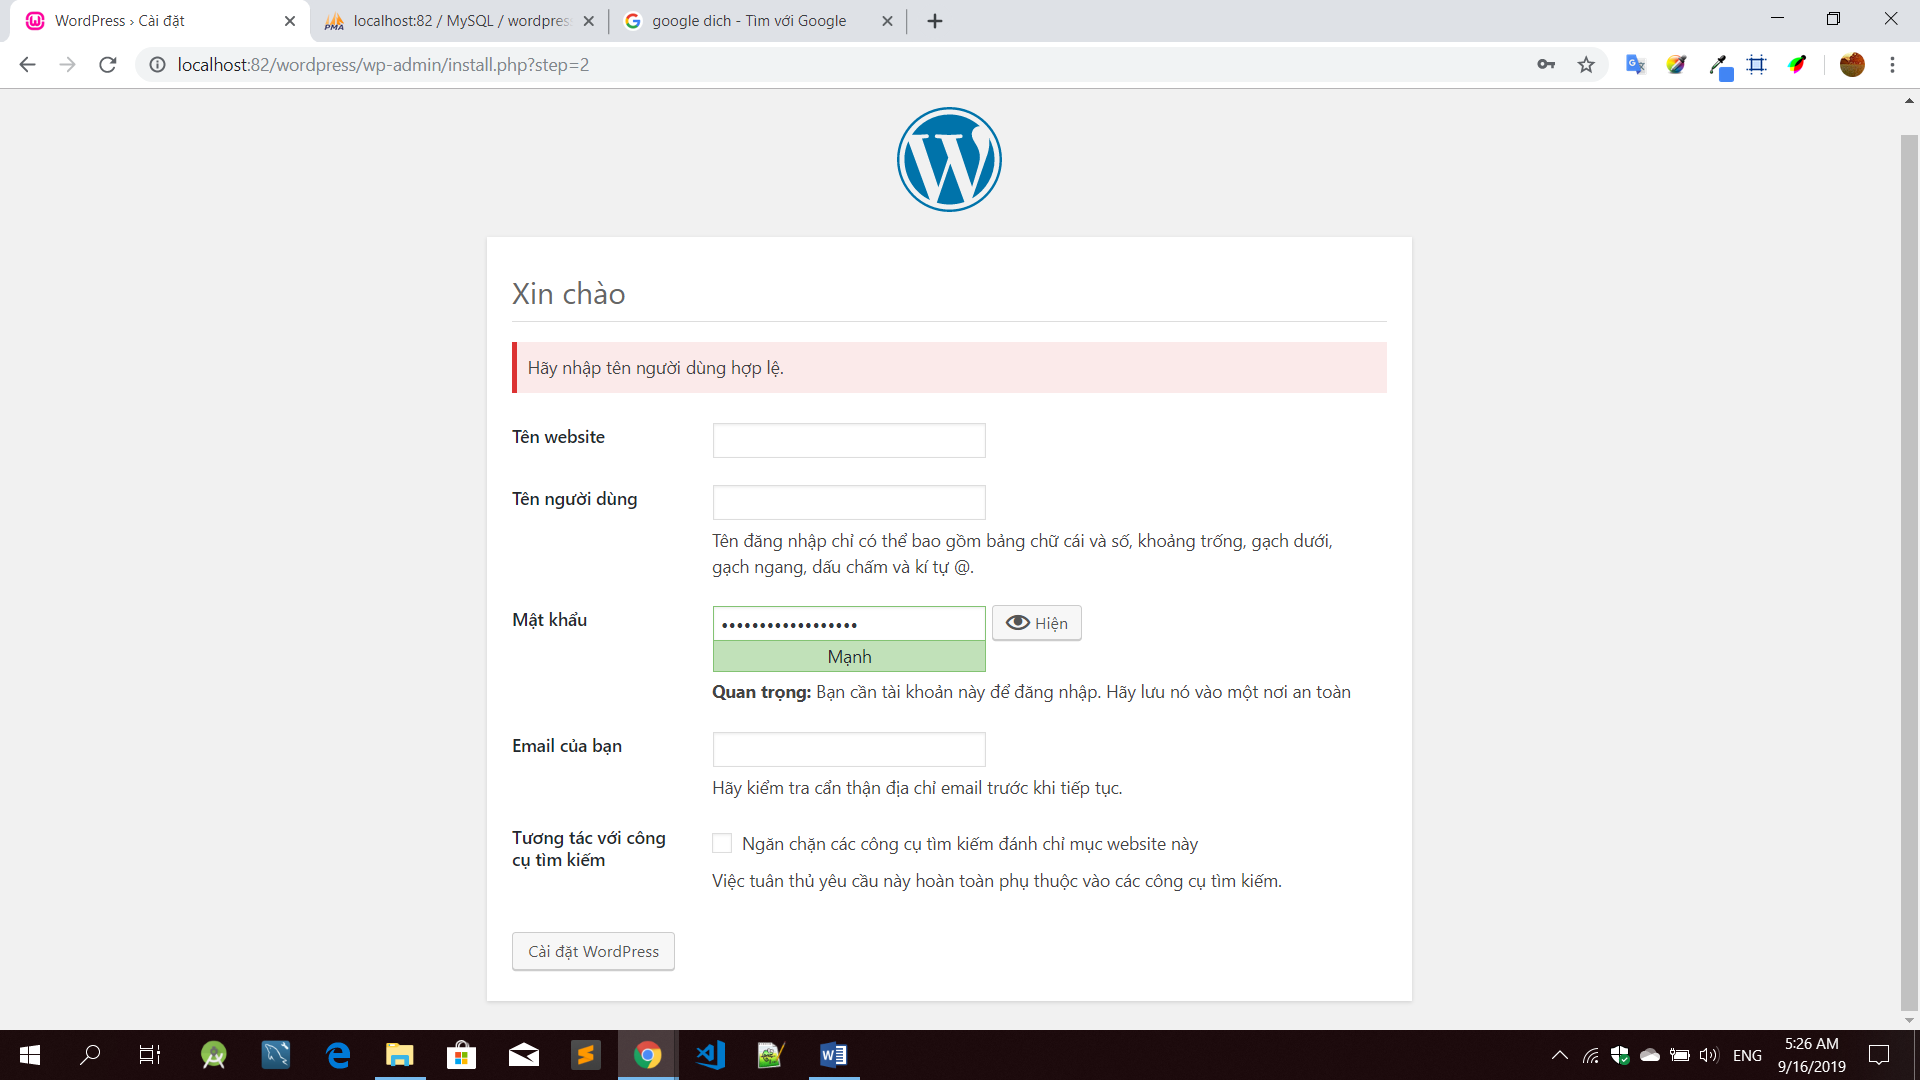 WordPress › Cài đặt
localhost:82 / MySQL / wordpres
google dich - Tìm với Google
localhost:82/wordpress/wp-admin/install.php?step=2
Xin chào
Hãy nhập tên người dùng hợp lệ.
Tên website
Tên người dùng
Tên đăng nhập chỉ có thể bao gồm bảng chữ cái và số, khoảng trống, gạch dưới,
gạch ngang, dấu chấm và kí tự @.
Mật khẩu
••••••••••••••••••
Hiện
Mạnh
Quan trọng: Bạn cần tài khoản này để đăng nhập. Hãy lưu nó vào một nơi an toàn
Email của bạn
Hãy kiểm tra cẩn thận địa chỉ email trước khi tiếp tục.
Tương tác với công
cụ tìm kiếm
Ngăn chặn các công cụ tìm kiếm đánh chỉ mục website này
Việc tuân thủ yêu cầu này hoàn toàn phụ thuộc vào các công cụ tìm kiếm.
Cài đặt WordPress
ENG
5:26 AM
9/16/2019